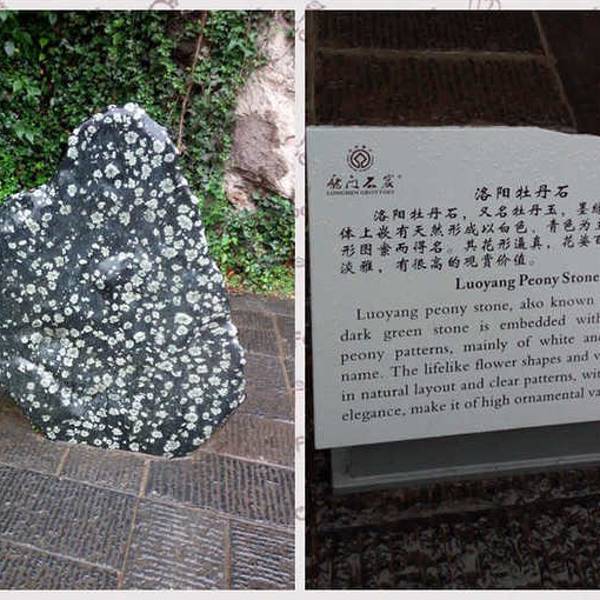 龍门石窟
LONGMEN GROTTOES
洛阳牡丹石
洛阳牡丹石，又名牡丹玉，墨绿
体上嵌有天然形成以白色、青色为主
形图案而得名。其花形逼真，花姿百
淡雅，有很高的观赏价值。
Luoyang Peony Stone
Luoyang peony stone, also known
dark green stone is embedded with
peony patterns, mainly of white and
name. The lifelike flower shapes and
in natural layout and clear patterns, with
elegance, make it of high ornamental